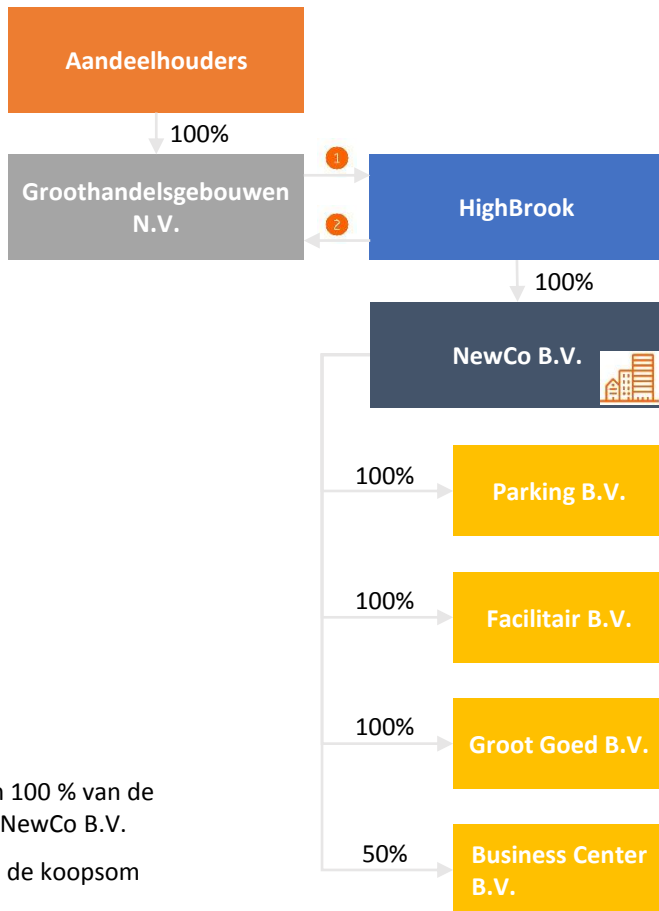 Aandeelhouders
100%
Groothandelsgebouwen
N.V.
1
2
HighBrook
100%
NewCo B.V.
100%
Parking B.V.
100%
Facilitair B.V.
100%
Groot Goed B.V.
50%
Business Center
B.V.
100 % van de
NewCo B.V.
de koopsom